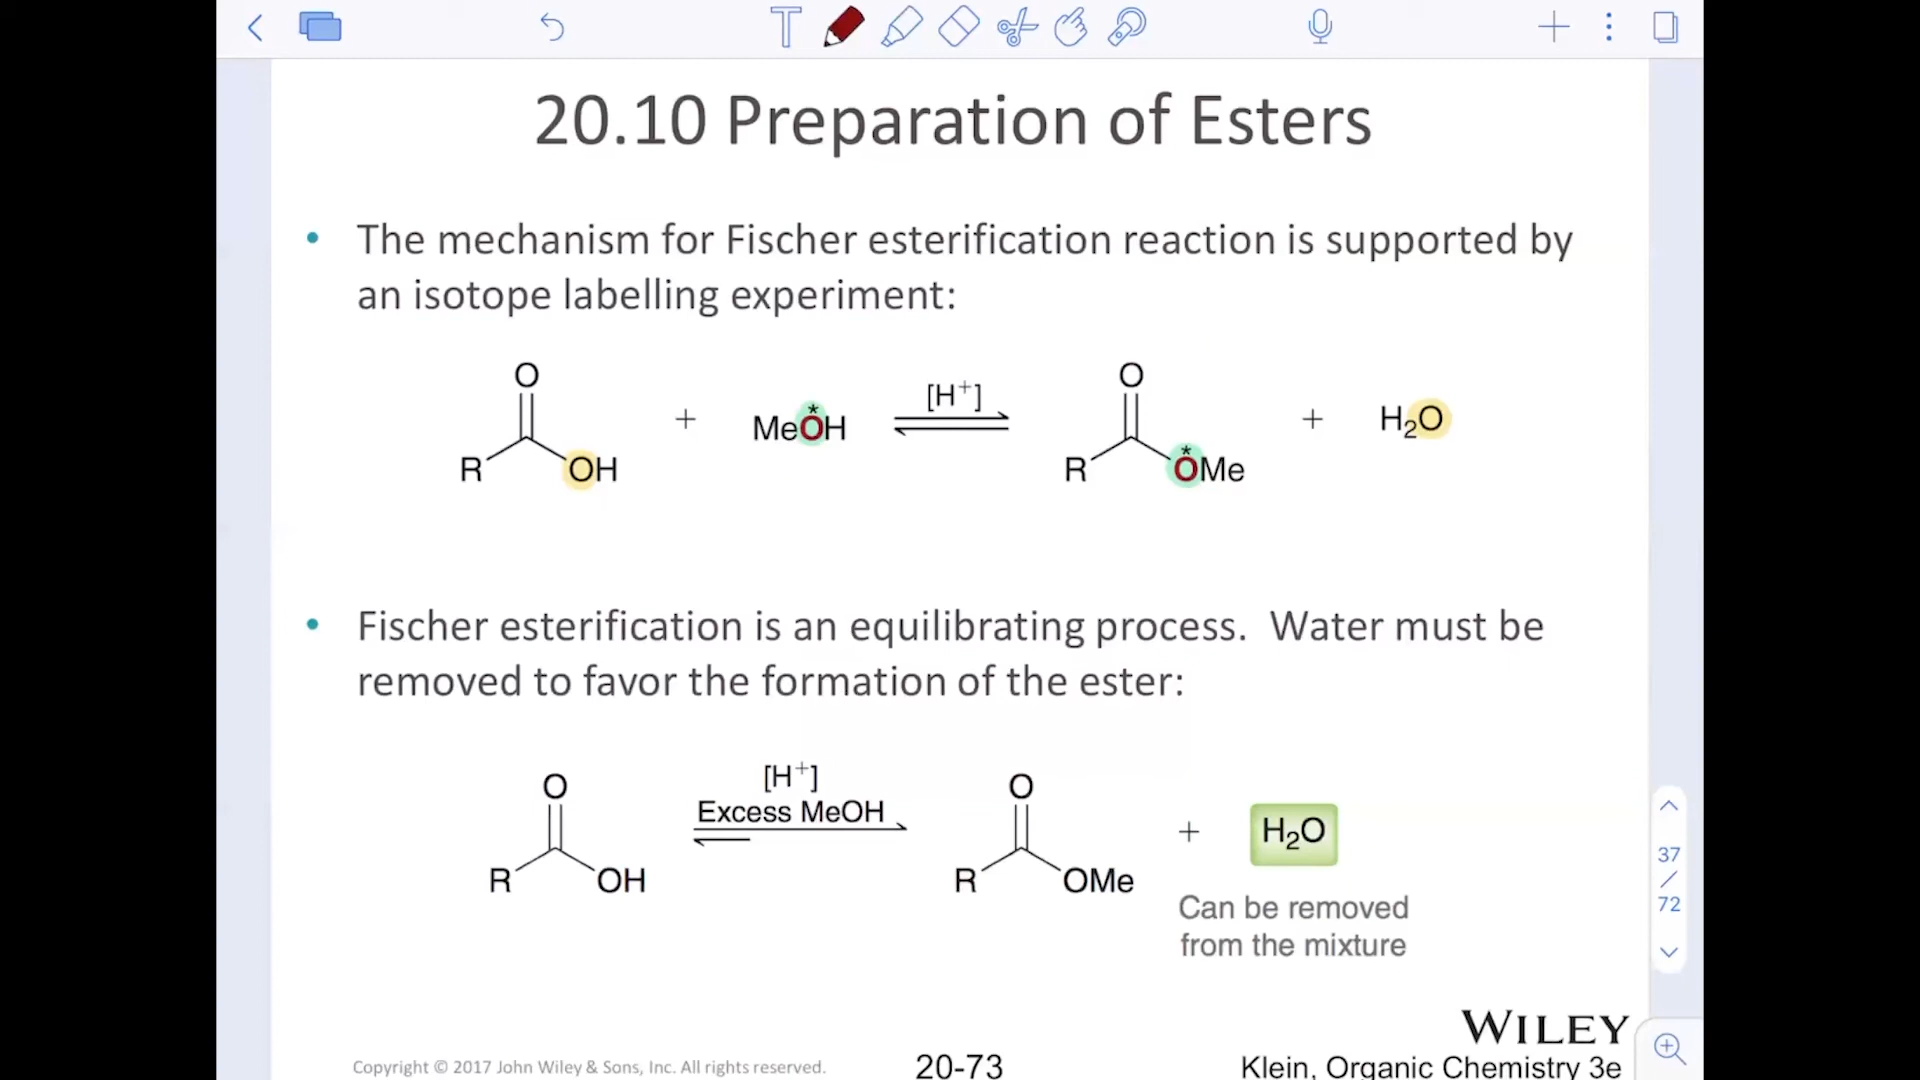 20.10 Preparation of Esters
• The mechanism for Fischer esterification reaction is supported by
an isotope labelling experiment:
O
R
OH
+
MeO*H
[H+]
O
R
O*Me
+
H2O
• Fischer esterification is an equilibrating process. Water must be
removed to favor the formation of the ester:
O
R
OH
[H+]
Excess MeOH
O
R
OMe
+
H2O
Can be removed
from the mixture
37
/
72
WILEY
Copyright © 2017 John Wiley & Sons, Inc. All rights reserved.
20-73
Klein, Organic Chemistry 3e